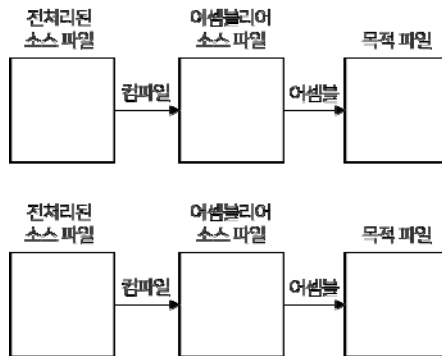 전처리된
소스 파일
어셈블리어
소스 파일
목적 파일
컴파일
어셈블
전처리된
소스 파일
어셈블리어
소스 파일
목적 파일
컴파일
어셈블